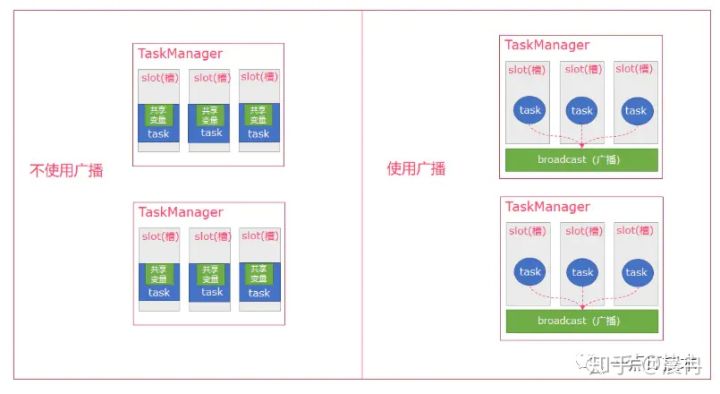 不使用广播
TaskManager
slot(槽) slot(槽) slot(槽)
共享 共享 共享
变量 变量 变量
task task task
TaskManager
slot(槽) slot(槽) slot(槽)
共享 共享 共享
变量 变量 变量
task task task
使用广播
TaskManager
slot(槽) slot(槽) slot(槽)
task task task
broadcast (广播)
TaskManager
slot(槽) slot(槽) slot(槽)
task task task
broadcast (广播)
知乎